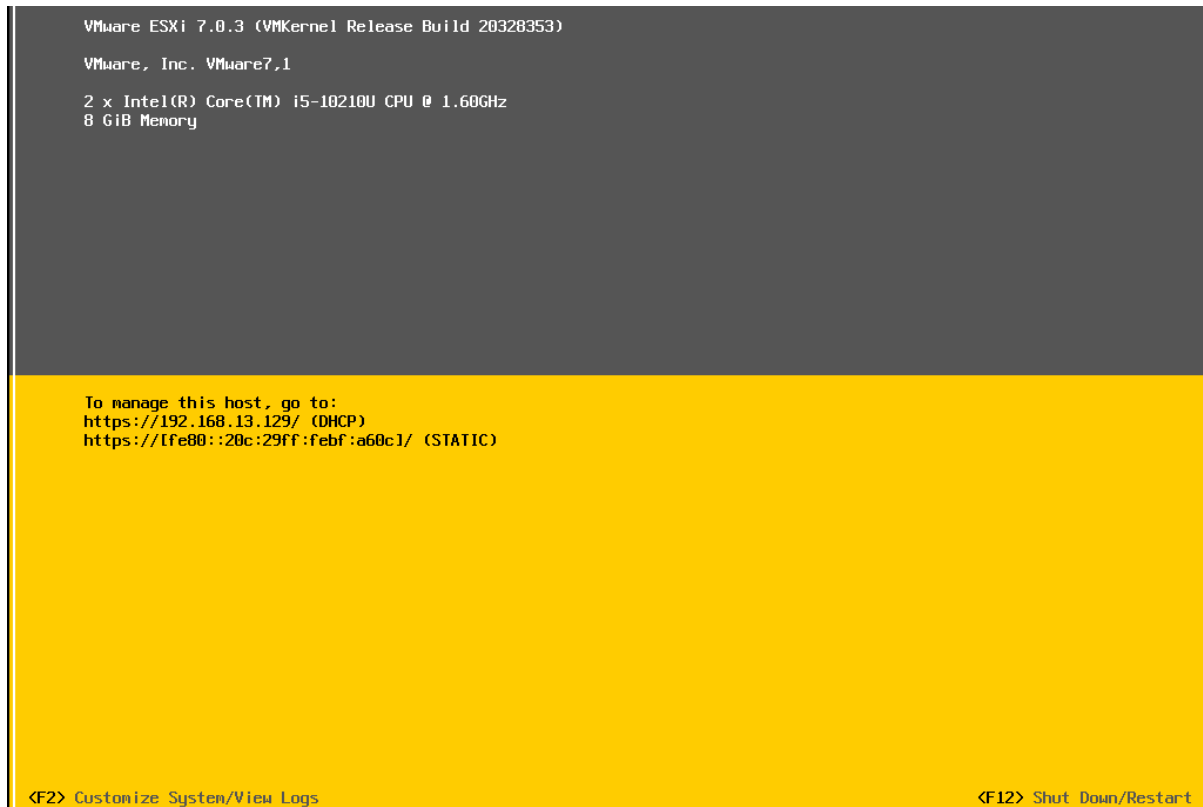 VMware ESXi 7.0.3 (VMKernel Release Build 20328353)
VMware, Inc. VMware7,1
2 x Intel(R) Core(TM) i5-10210U CPU @ 1.60GHz
8 GiB Memory
To manage this host, go to:
https://192.168.13.129/ (DHCP)
https://[fe80::20c:29ff:febf:a60c]/ (STATIC)
<F2> Customize System/View Logs
<F12> Shut Down/Restart